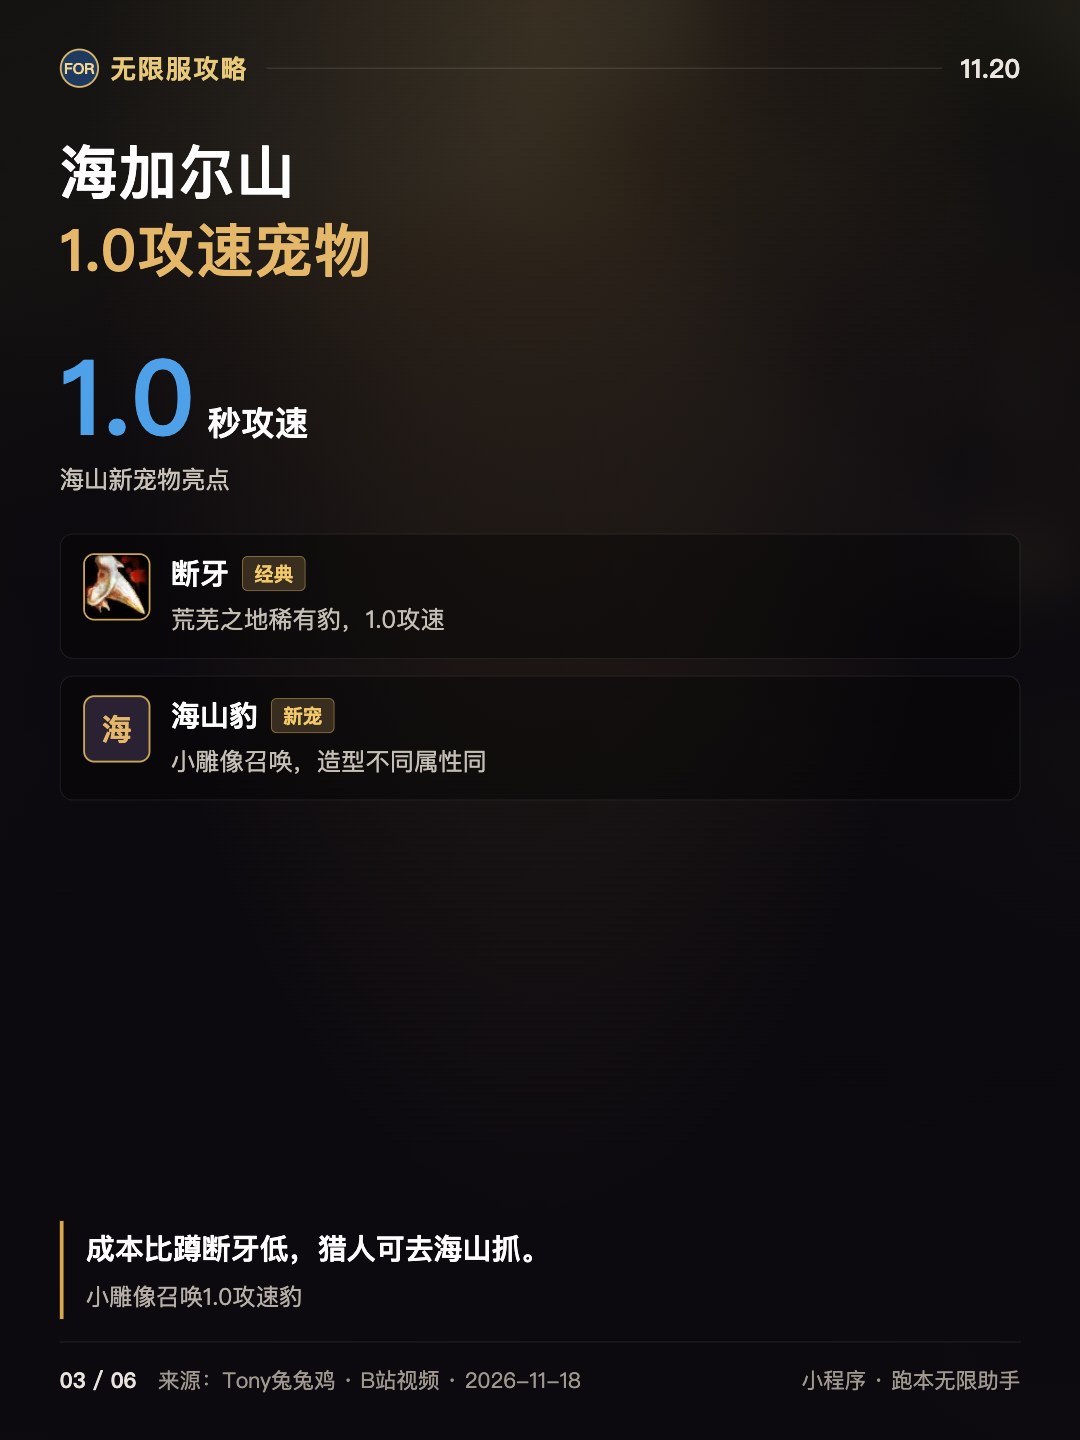 FOR 无限服攻略 11.20
海加尔山
1.0攻速宠物
1.0 秒攻速
海山新宠物亮点
断牙 经典
荒芜之地稀有豹，1.0攻速
海
海山豹 新宠
小雕像召唤，造型不同属性同
成本比蹲断牙低，猎人可去海山抓。
小雕像召唤1.0攻速豹
03 / 06 来源：Tony兔兔鸡 · B站视频 · 2026-11-18 小程序 · 跑本无限助手